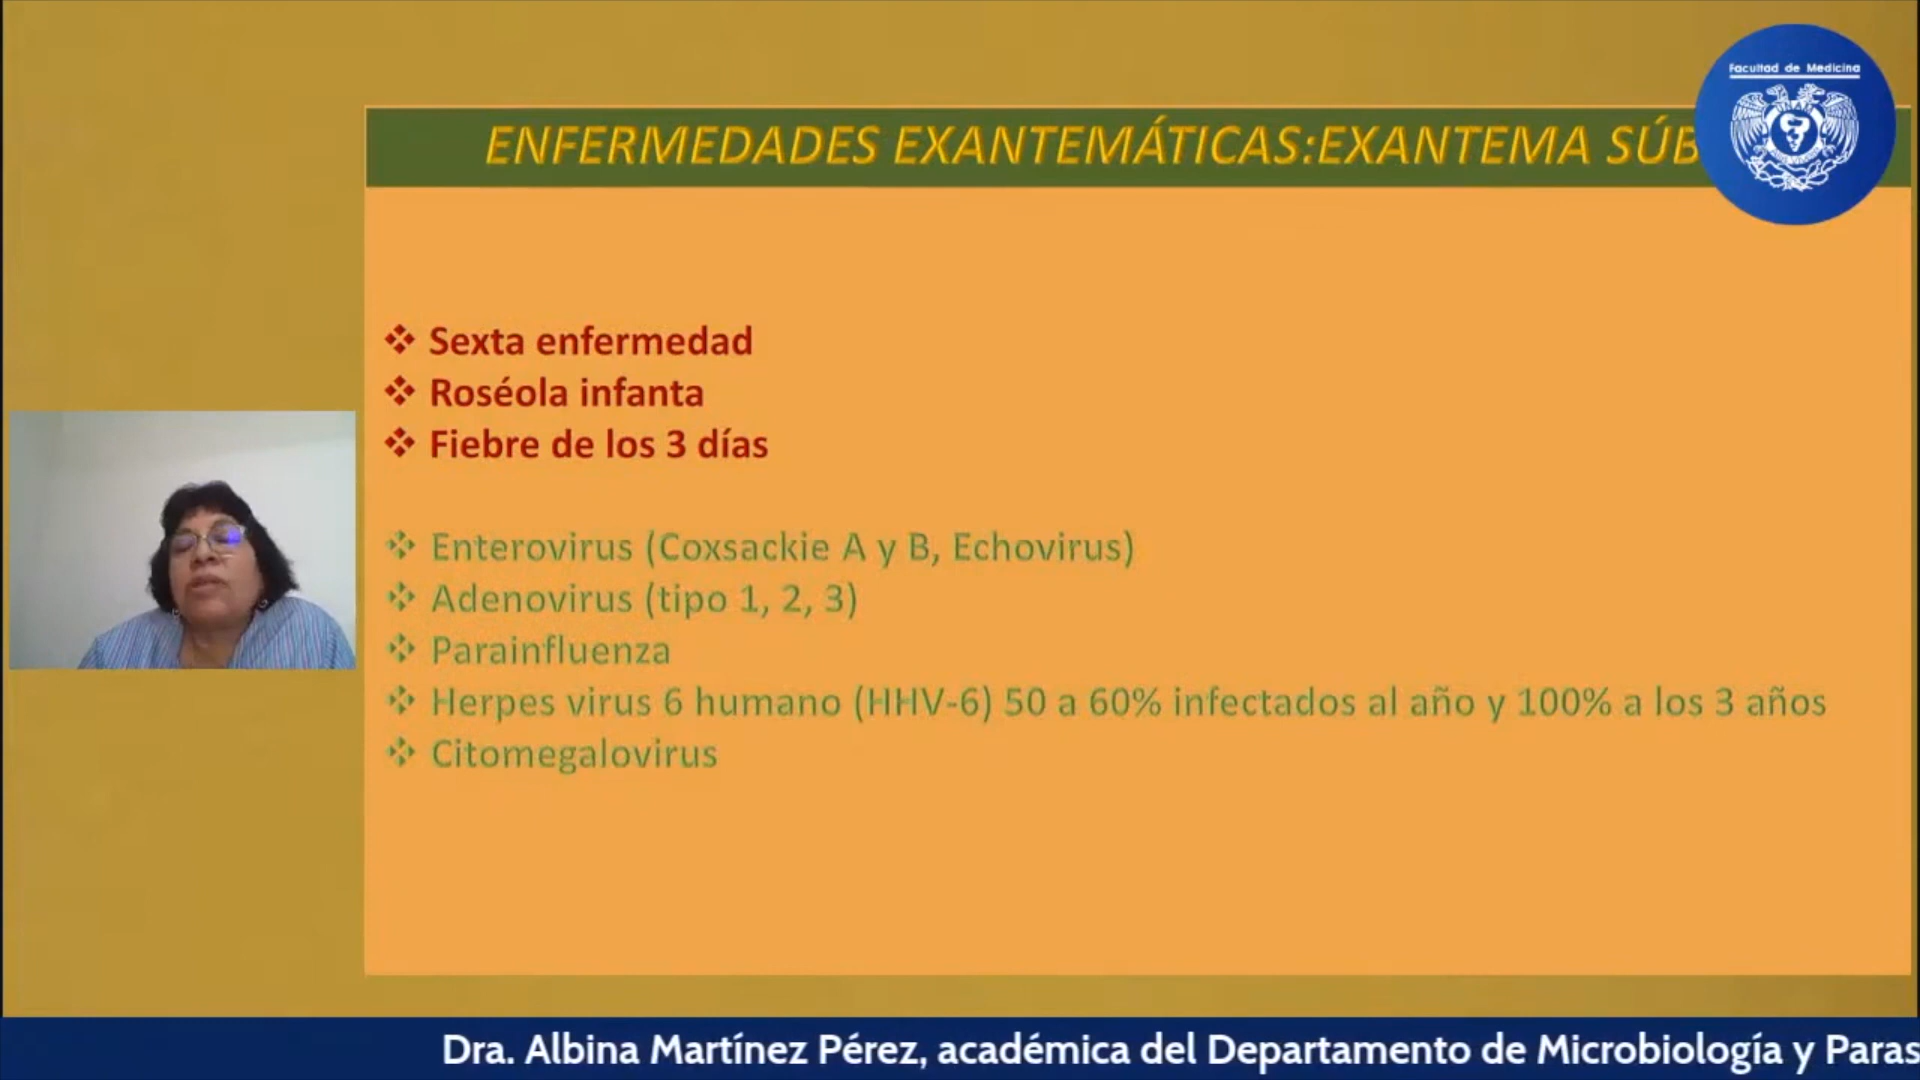 Facultad de Medicina
ENFERMEDADES EXANTEMÁTICAS:EXANTEMA SÚB
❖ Sexta enfermedad
❖ Roséola infanta
❖ Fiebre de los 3 días
❖ Enterovirus (Coxsackie A y B, Echovirus)
❖ Adenovirus (tipo 1, 2, 3)
❖ Parainfluenza
❖ Herpes virus 6 humano (HHV-6) 50 a 60% infectados al año y 100% a los 3 años
❖ Citomegalovirus
Dra. Albina Martínez Pérez, académica del Departamento de Microbiología y Paras